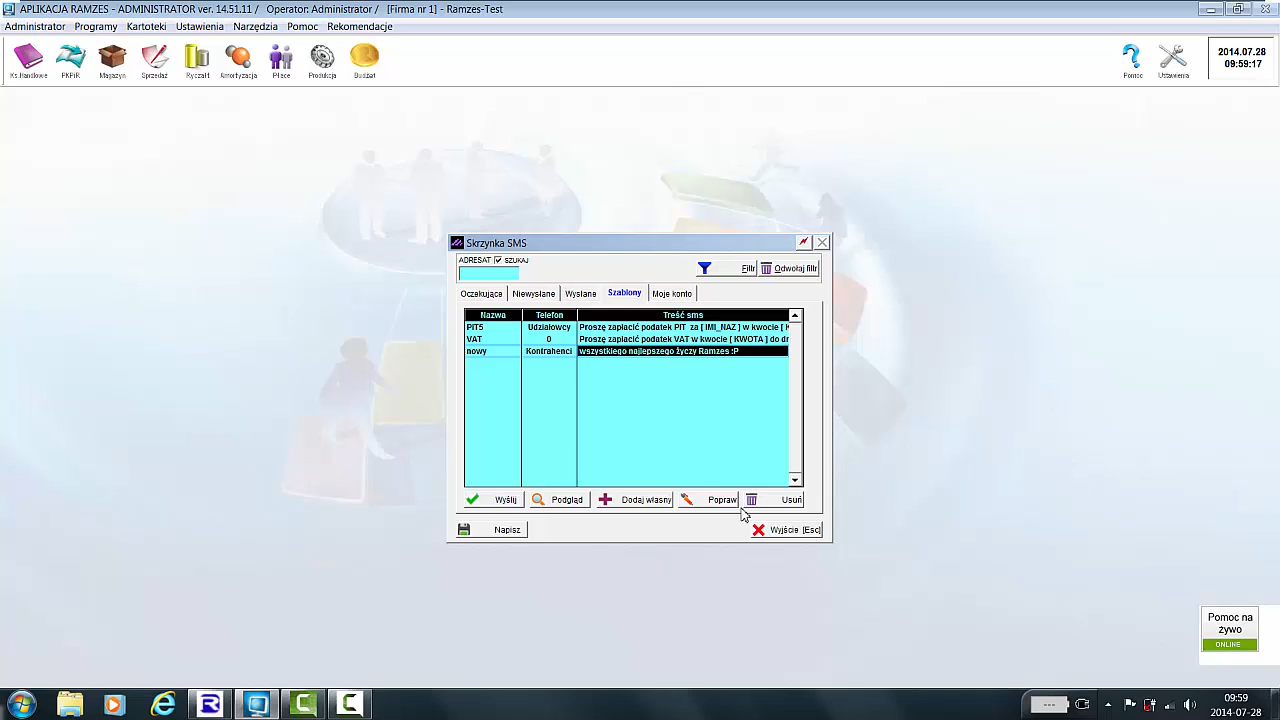 APLIKACJA RAMZES - ADMINISTRATOR ver. 14.51.11 / Operator: Administrator / [Firma nr 1] - Ramzes-Test
Administrator Programy Kartoteki Ustawienia Narzędzia Pomoc Rekomendacje
Ks.Handlowe PKPiR Magazyn Sprzedaż Ryczałt Amortyzacja Płace Produkcja Budżet Pomoc Ustawienia
2014.07.28
09:59:17
Skrzynka SMS
ADRESAT SZUKAJ
Filtr Odwołaj filtr
Oczekujące Niewysłane Wysłane Szablony Moje konto
Nazwa Telefon Treść sms
PIT5 Udziałowcy Proszę zapłacić podatek PIT za [ IMI_NAZ ] w kwocie [ K
VAT 0 Proszę zapłacić podatek VAT w kwocie [ KWOTA ] do dr
nowy Kontrahenci wszystkiego najlepszego życzy Ramzes :P
Wyślij Podgląd Dodaj własny Popraw Usuń
Napisz Wyjście [Esc]
Pomoc na
żywo
ONLINE
09:59
2014-07-28